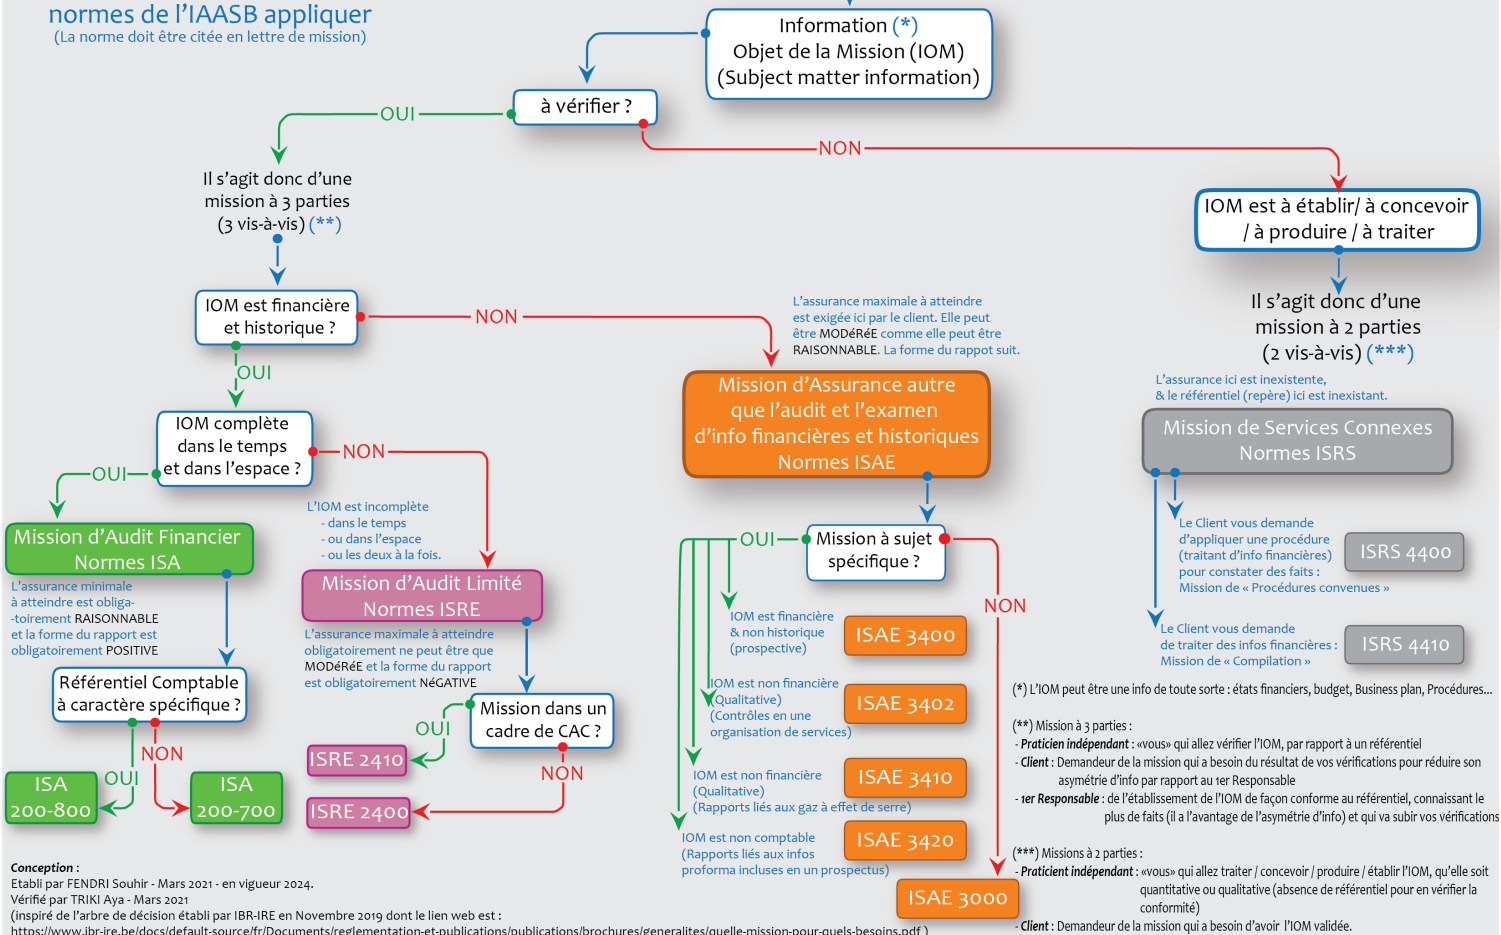 normes de l'IAASB appliquer
(La norme doit être citée en lettre de mission)
Information (*)
Objet de la Mission (IOM)
(Subject matter information)
à vérifier ?
OUI
NON
Il s'agit donc d'une
mission à 3 parties
(3 vis-à-vis) (**)
IOM est à établir/ à concevoir
/ à produire / à traiter
IOM est financière
et historique ?
NON
OUI
L'assurance maximale à atteindre
est exigée ici par le client. Elle peut
être MODéRéE comme elle peut être
RAISONNABLE. La forme du rappot suit.
Il s'agit donc d'une
mission à 2 parties
(2 vis-à-vis) (***)
L'assurance ici est inexistente,
& le référentiel (repère) ici est inexistant.
Mission d'Assurance autre
que l'audit et l'examen
d'info financières et historiques
Normes ISAE
Mission de Services Connexes
Normes ISRS
IOM complète
dans le temps
et dans l'espace ?
OUI
NON
L'IOM est incomplète
- dans le temps
- ou dans l'espace
- ou les deux à la fois.
Mission d'Audit Financier
Normes ISA
L'assurance minimale
à atteindre est obliga-
-toirement RAISONNABLE
et la forme du rapport est
obligatoirement POSITIVE
Mission d'Audit Limité
Normes ISRE
L'assurance maximale à atteindre
obligatoirement ne peut être que
MODéRéE et la forme du rapport
est obligatoirement NéGATIVE
Référentiel Comptable
à caractère spécifique ?
OUI
NON
ISA
200-800
ISA
200-700
Mission dans un
cadre de CAC ?
OUI
NON
ISRE 2410
ISRE 2400
Mission à sujet
spécifique ?
OUI
NON
IOM est financière
& non historique
(prospective)
ISAE 3400
IOM est non financière
(Qualitative)
(Contrôles en une
organisation de services)
ISAE 3402
IOM est non financière
(Qualitative)
(Rapports liés aux gaz à effet de serre)
ISAE 3410
IOM est non comptable
(Rapports liés aux infos
proforma incluses en un prospectus)
ISAE 3420
ISAE 3000
Le Client vous demande
d'appliquer une procédure
(traitant d'info financières)
pour constater des faits :
Mission de « Procédures convenues »
ISRS 4400
Le Client vous demande
de traiter des infos financières :
Mission de « Compilation »
ISRS 4410
(*) L'IOM peut être une info de toute sorte : états financiers, budget, Business plan, Procédures...
(**) Mission à 3 parties :
- Praticien indépendant : «vous» qui allez vérifier l'IOM, par rapport à un référentiel
- Client : Demandeur de la mission qui a besoin du résultat de vos vérifications pour réduire son
asymétrie d'info par rapport au 1er Responsable
- 1er Responsable : de l'établissement de l'IOM de façon conforme au référentiel, connaissant le
plus de faits (il a l'avantage de l'asymétrie d'info) et qui va subir vos vérifications
(***) Missions à 2 parties :
- Praticient indépendant : «vous» qui allez traiter / concevoir / produire / établir l'IOM, qu'elle soit
quantitative ou qualitative (absence de référentiel pour en vérifier la
conformité)
- Client : Demandeur de la mission qui a besoin d'avoir l'IOM validée.
Conception :
Etabli par FENDRI Souhir - Mars 2021 - en vigueur 2024.
Vérifié par TRIKI Aya - Mars 2021
(inspiré de l'arbre de décision établi par IBR-IRE en Novembre 2019 dont le lien web est :
https://www.ibr-ire.be/docs/default-source/fr/Documents/reglementation-et-publications/publications/brochures/generalites/quelle-mission-pour-quels-besoins.pdf )